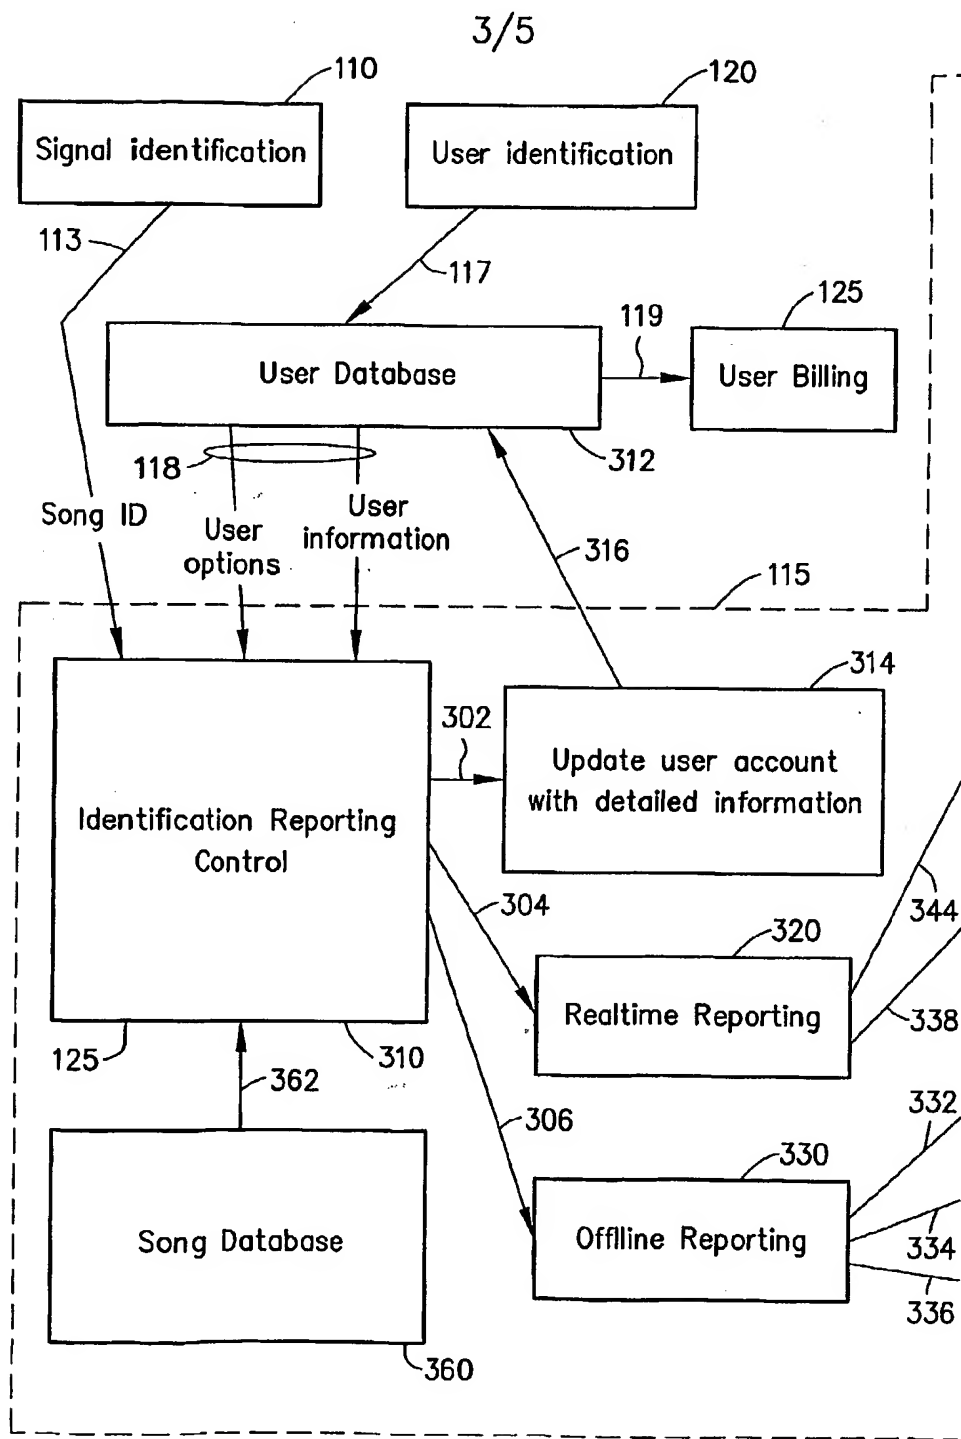 3/5
110
120
Signal identification
User identification
113
117
125
119
User Database
User Billing
118
312
Song ID
User
options
User
information
316
115
314
302
Update user account
with detailed information
Identification Reporting
Control
304
344
320
Realtime Reporting
338
125
310
362
332
306
330
Song Database
Offlline Reporting
334
336
360